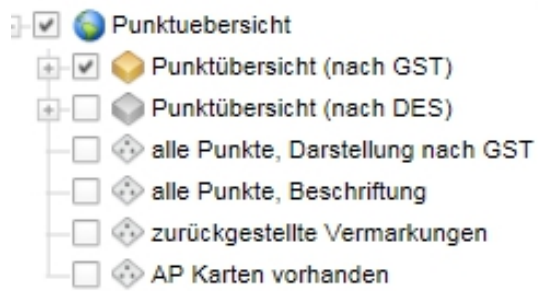 Punktuebersicht
Punktübersicht (nach GST)
Punktübersicht (nach DES)
alle Punkte, Darstellung nach GST
alle Punkte, Beschriftung
zurückgestellte Vermarkungen
AP Karten vorhanden